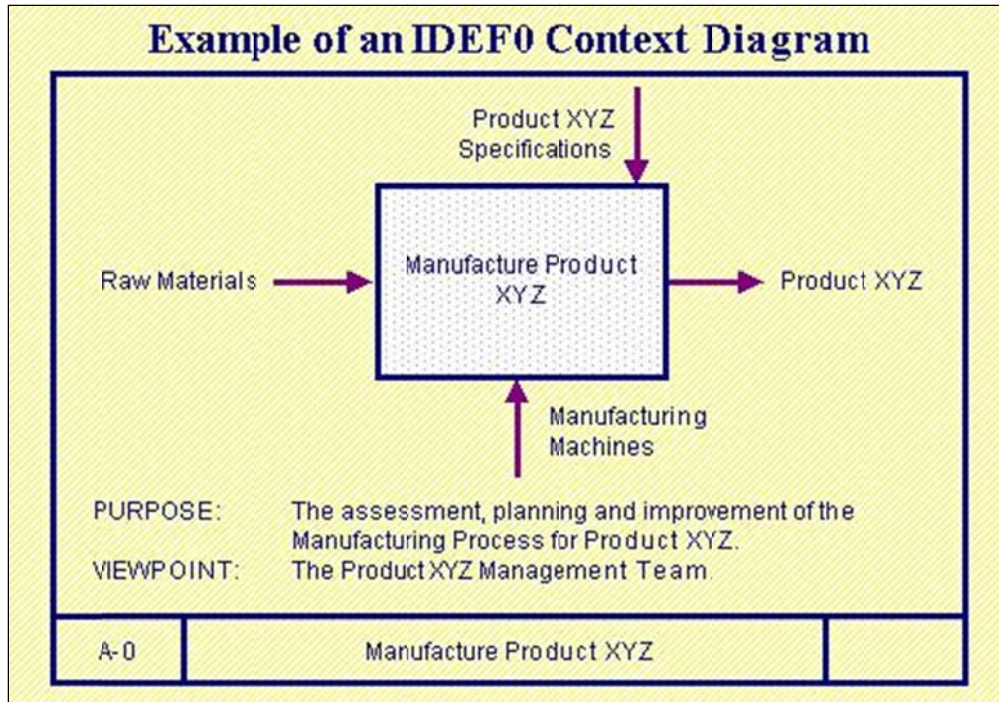 Example of an IDEF0 Context Diagram
Product XYZ
Specifications
Raw Materials
Manufacture Product
XYZ
Product XYZ
Manufacturing
Machines
PURPOSE: The assessment, planning and improvement of the
Manufacturing Process for Product XYZ.
VIEWPOINT: The Product XYZ Management Team.
A-0 Manufacture Product XYZ